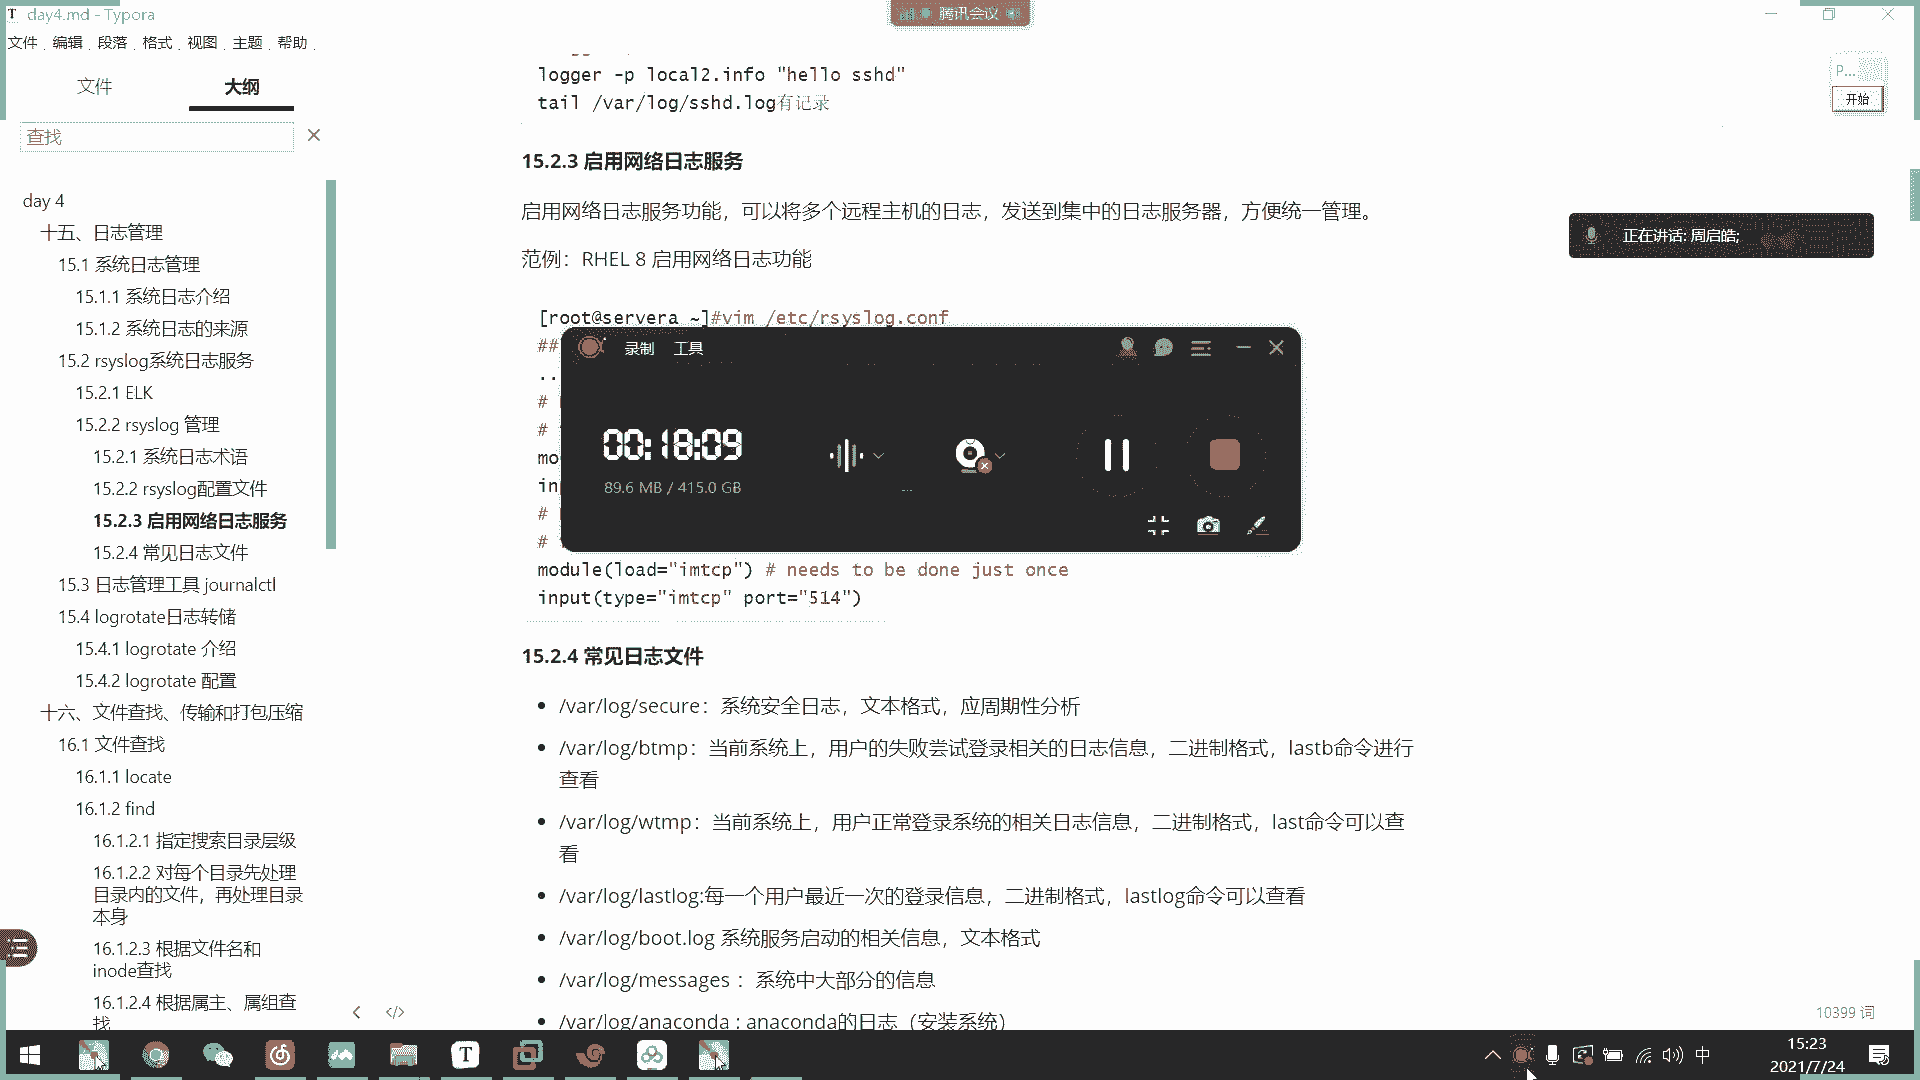 day4.md - Typora
腾讯会议
文件 编辑 段落 格式 视图 主题 帮助
文件 大纲
查找
day 4
十五、日志管理
15.1 系统日志管理
15.1.1 系统日志介绍
15.1.2 系统日志的来源
15.2 rsyslog系统日志服务
15.2.1 ELK
15.2.2 rsyslog 管理
15.2.1 系统日志术语
15.2.2 rsyslog配置文件
15.2.3 启用网络日志服务
15.2.4 常见日志文件
15.3 日志管理工具 journalctl
15.4 logrotate日志转储
15.4.1 logrotate 介绍
15.4.2 logrotate 配置
十六、文件查找、传输和打包压缩
16.1 文件查找
16.1.1 locate
16.1.2 find
16.1.2.1 指定搜索目录层级
16.1.2.2 对每个目录先处理
目录内的文件，再处理目录
本身
16.1.2.3 根据文件名和
inode查找
16.1.2.4 根据属主、属组查
找
logger -p local2.info "hello sshd"
tail /var/log/sshd.log有记录
15.2.3 启用网络日志服务
启用网络日志服务功能，可以将多个远程主机的日志，发送到集中的日志服务器，方便统一管理。
范例：RHEL 8 启用网络日志功能
[root@servera ~]#vim /etc/rsyslog.conf
##
..
#
#
mo
in
#
#
module(load="imtcp") # needs to be done just once
input(type="imtcp" port="514")
录制 工具
00:18:09
89.6 MB / 415.0 GB
15.2.4 常见日志文件
/var/log/secure：系统安全日志，文本格式，应周期性分析
/var/log/btmp：当前系统上，用户的失败尝试登录相关的日志信息，二进制格式，lastb命令进行
查看
/var/log/wtmp：当前系统上，用户正常登录系统的相关日志信息，二进制格式，last命令可以查
看
/var/log/lastlog:每一个用户最近一次的登录信息，二进制格式，lastlog命令可以查看
/var/log/boot.log 系统服务启动的相关信息，文本格式
/var/log/messages ：系统中大部分的信息
/var/log/anaconda : anaconda的日志（安装系统）
P...
开始
正在讲话: 周启皓;
10399 词
中
15:23
2021/7/24